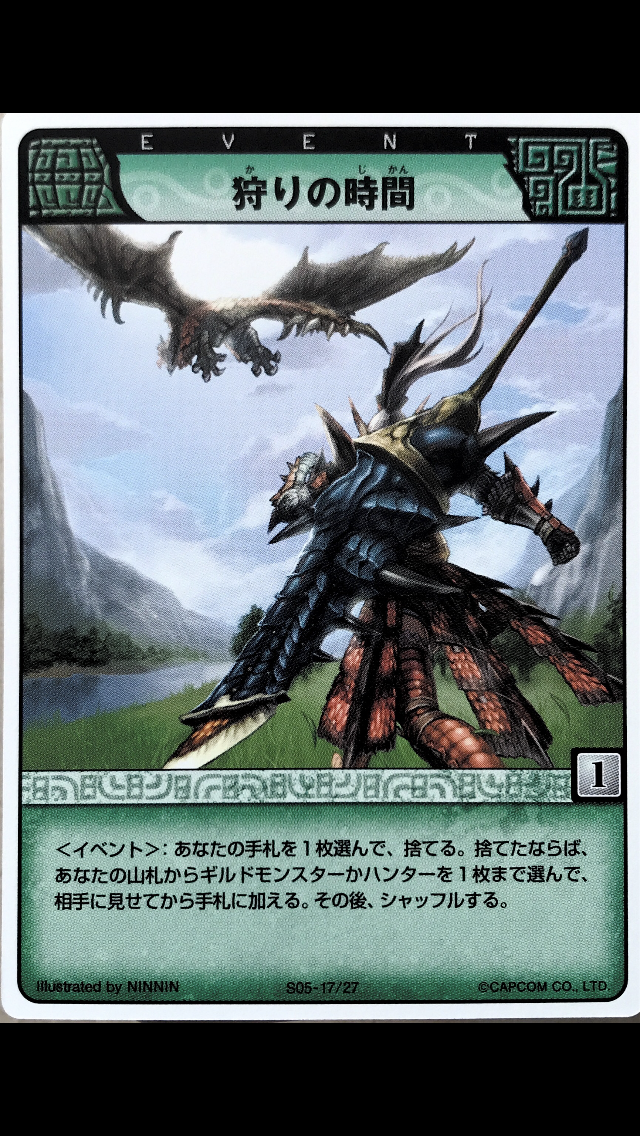 EVENT
狩りの時間
か じかん
1
＜イベント＞：あなたの手札を１枚選んで、捨てる。捨てたならば、
あなたの山札からギルドモンスターかハンターを１枚まで選んで、
相手に見せてから手札に加える。その後、シャッフルする。
Illustrated by NINNIN S05-17/27 ©CAPCOM CO., LTD.